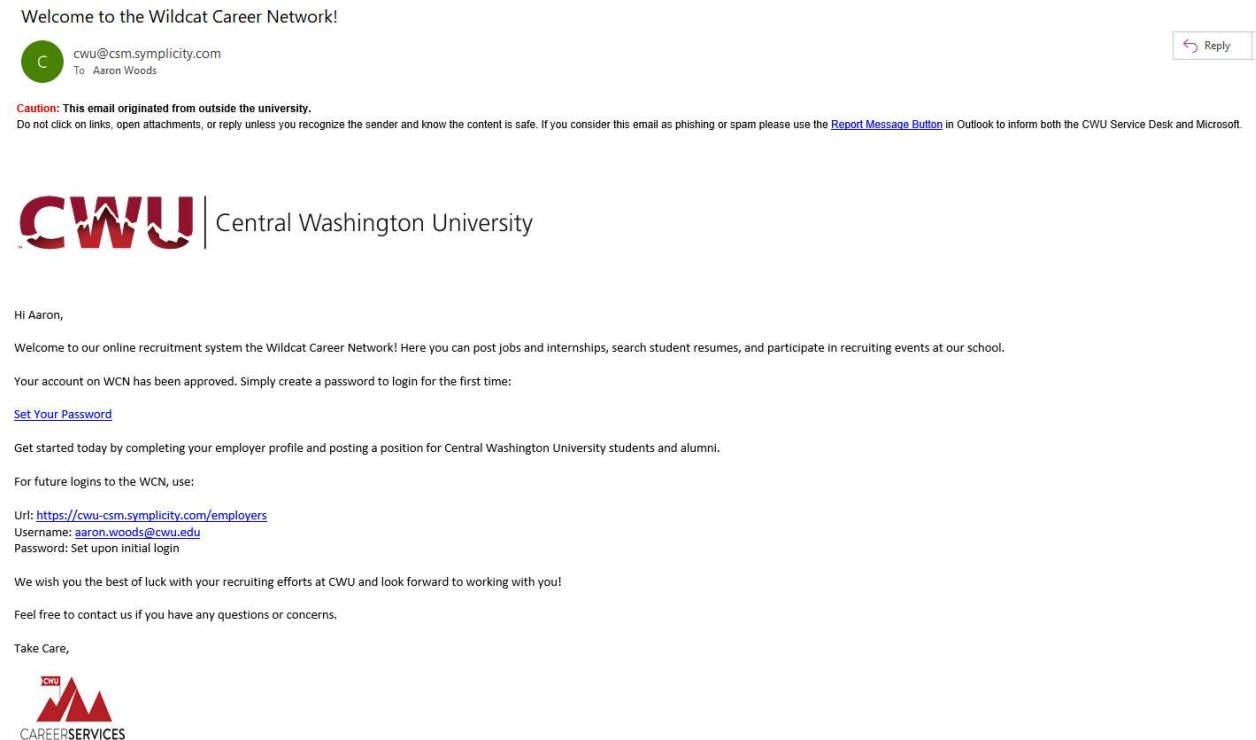 Welcome to the Wildcat Career Network!
C
cwu@csm.symplicity.com
To Aaron Woods
Reply
Caution: This email originated from outside the university.
Do not click on links, open attachments, or reply unless you recognize the sender and know the content is safe. If you consider this email as phishing or spam please use the Report Message Button in Outlook to inform both the CWU Service Desk and Microsoft.
CWU | Central Washington University
Hi Aaron,
Welcome to our online recruitment system the Wildcat Career Network! Here you can post jobs and internships, search student resumes, and participate in recruiting events at our school.
Your account on WCN has been approved. Simply create a password to login for the first time:
Set Your Password
Get started today by completing your employer profile and posting a position for Central Washington University students and alumni.
For future logins to the WCN, use:
Url: https://cwu-csm.symplicity.com/employers
Username: aaron.woods@cwu.edu
Password: Set upon initial login
We wish you the best of luck with your recruiting efforts at CWU and look forward to working with you!
Feel free to contact us if you have any questions or concerns.
Take Care,
CWU
CAREERSERVICES